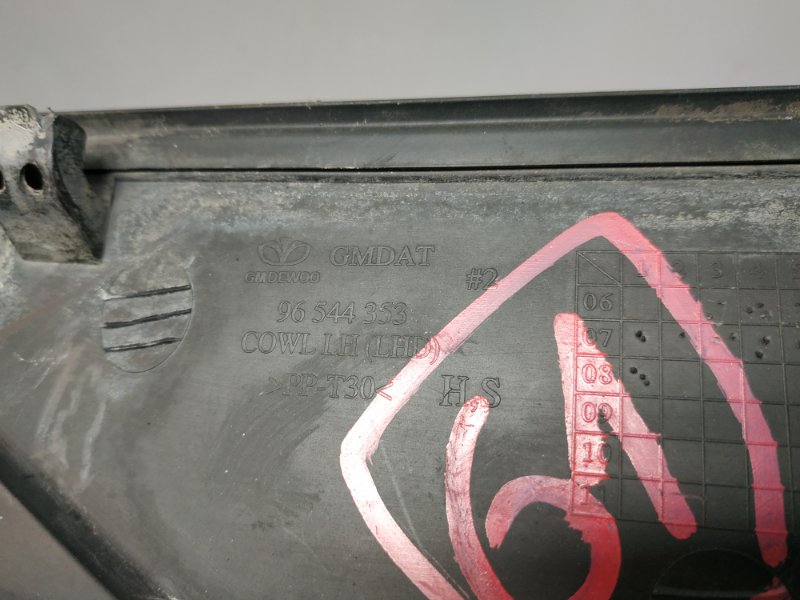 GMDAT
GMDEWOO
#2
96 544 353
COWL LH (LHD)
>PP-T30<
H S
1 2 3
06
07
08
09
10
11